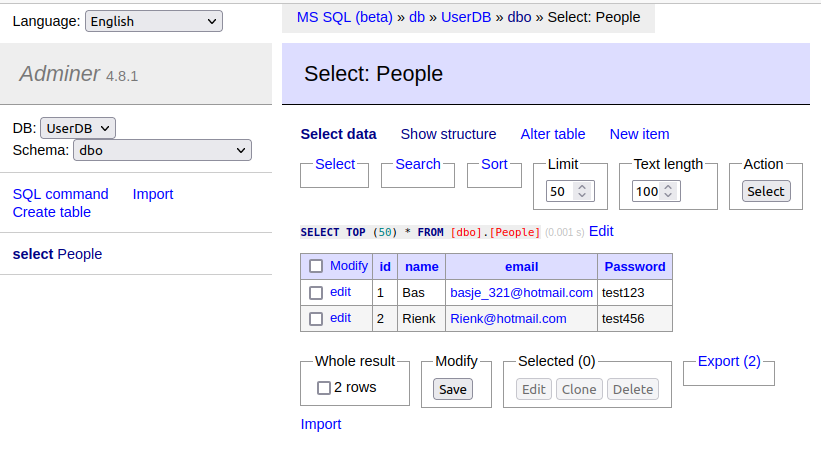 Language: English
MS SQL (beta) » db » UserDB » dbo » Select: People
Adminer 4.8.1
Select: People
DB: UserDB
Schema: dbo
SQL command Import
Create table
select People
Select data Show structure Alter table New item
Select Search Sort Limit Text length Action
50 100 Select
SELECT TOP (50) * FROM [dbo].[People] (0.001 s) Edit
Modify id name email Password
edit 1 Bas basje_321@hotmail.com test123
edit 2 Rienk Rienk@hotmail.com test456
Whole result Modify Selected (0) Export (2)
2 rows Save Edit Clone Delete
Import